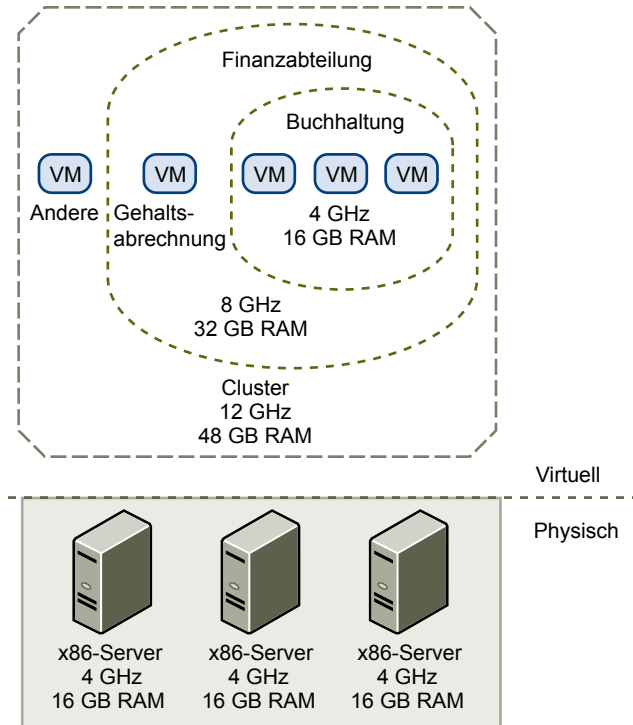 Finanzabteilung
Buchhaltung
VM
VM
VM
VM
VM
Andere
Gehalts-
abrechnung
4 GHz
16 GB RAM
8 GHz
32 GB RAM
Cluster
12 GHz
48 GB RAM
Virtuell
Physisch
x86-Server
4 GHz
16 GB RAM
x86-Server
4 GHz
16 GB RAM
x86-Server
4 GHz
16 GB RAM